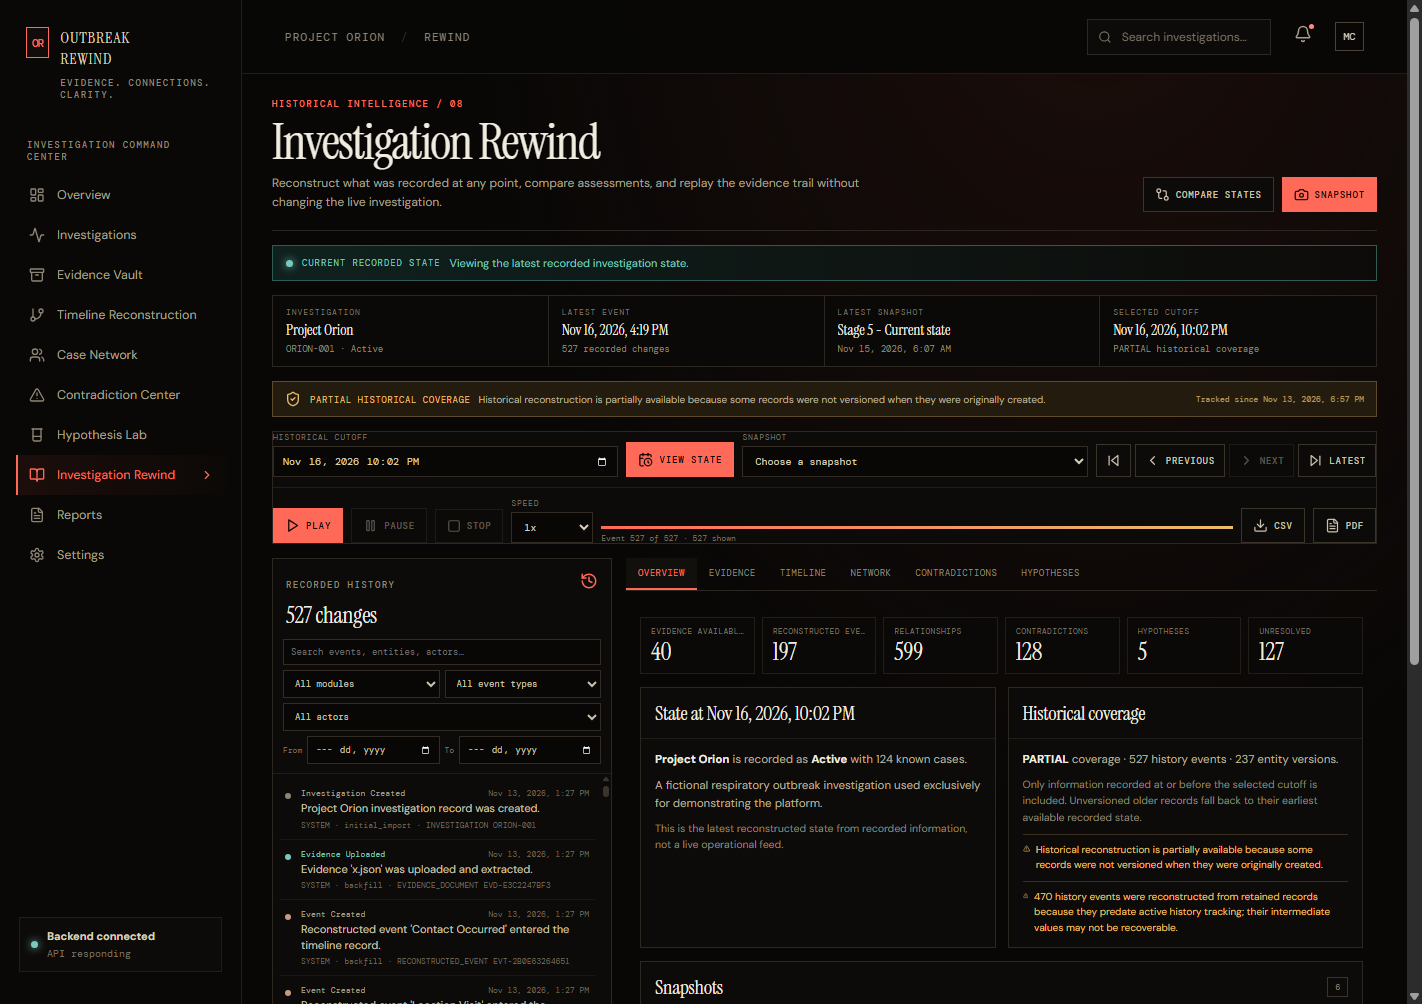 OR
OUTBREAK
REWIND
EVIDENCE. CONNECTIONS.
CLARITY.
INVESTIGATION COMMAND
CENTER
Overview
Investigations
Evidence Vault
Timeline Reconstruction
Case Network
Contradiction Center
Hypothesis Lab
Investigation Rewind
Reports
Settings
Backend connected
API responding
PROJECT ORION / REWIND
Search investigations...
MC
HISTORICAL INTELLIGENCE / 08
Investigation Rewind
Reconstruct what was recorded at any point, compare assessments, and replay the evidence trail without
changing the live investigation.
COMPARE STATES
SNAPSHOT
CURRENT RECORDED STATE Viewing the latest recorded investigation state.
INVESTIGATION
Project Orion
ORION-001 · Active
LATEST EVENT
Nov 16, 2026, 4:19 PM
527 recorded changes
LATEST SNAPSHOT
Stage 5 - Current state
Nov 15, 2026, 6:07 AM
SELECTED CUTOFF
Nov 16, 2026, 10:02 PM
PARTIAL historical coverage
PARTIAL HISTORICAL COVERAGE Historical reconstruction is partially available because some records were not versioned when they were originally created.
Tracked since Nov 13, 2026, 6:57 PM
HISTORICAL CUTOFF
Nov 16, 2026 10:02 PM
VIEW STATE
SNAPSHOT
Choose a snapshot
PREVIOUS
NEXT
LATEST
PLAY
PAUSE
STOP
SPEED
1x
Event 527 of 527 · 527 shown
CSV
PDF
RECORDED HISTORY
527 changes
Search events, entities, actors...
All modules
All event types
All actors
From --- dd, yyyy
To --- dd, yyyy
Investigation Created Nov 13, 2026, 1:27 PM
Project Orion investigation record was created.
SYSTEM · initial_import · INVESTIGATION ORION-001
Evidence Uploaded Nov 13, 2026, 1:27 PM
Evidence 'x.json' was uploaded and extracted.
SYSTEM · backfill · EVIDENCE_DOCUMENT EVD-E3C2247BF3
Event Created Nov 13, 2026, 1:27 PM
Reconstructed event 'Contact Occurred' entered the
timeline record.
SYSTEM · backfill · RECONSTRUCTED_EVENT EVT-2B0E63264651
Event Created Nov 13, 2026, 1:27 PM
Reconstructed event 'Location Visit' entered the
OVERVIEW
EVIDENCE
TIMELINE
NETWORK
CONTRADICTIONS
HYPOTHESES
EVIDENCE AVAILABL...
40
RECONSTRUCTED EVE...
197
RELATIONSHIPS
599
CONTRADICTIONS
128
HYPOTHESES
5
UNRESOLVED
127
State at Nov 16, 2026, 10:02 PM
Project Orion is recorded as Active with 124 known cases.
A fictional respiratory outbreak investigation used exclusively
for demonstrating the platform.
This is the latest reconstructed state from recorded information,
not a live operational feed.
Historical coverage
PARTIAL coverage · 527 history events · 237 entity versions.
Only information recorded at or before the selected cutoff is
included. Unversioned older records fall back to their earliest
available recorded state.
Historical reconstruction is partially available because some
records were not versioned when they were originally created.
470 history events were reconstructed from retained records
because they predate active history tracking; their intermediate
values may not be recoverable.
Snapshots
6